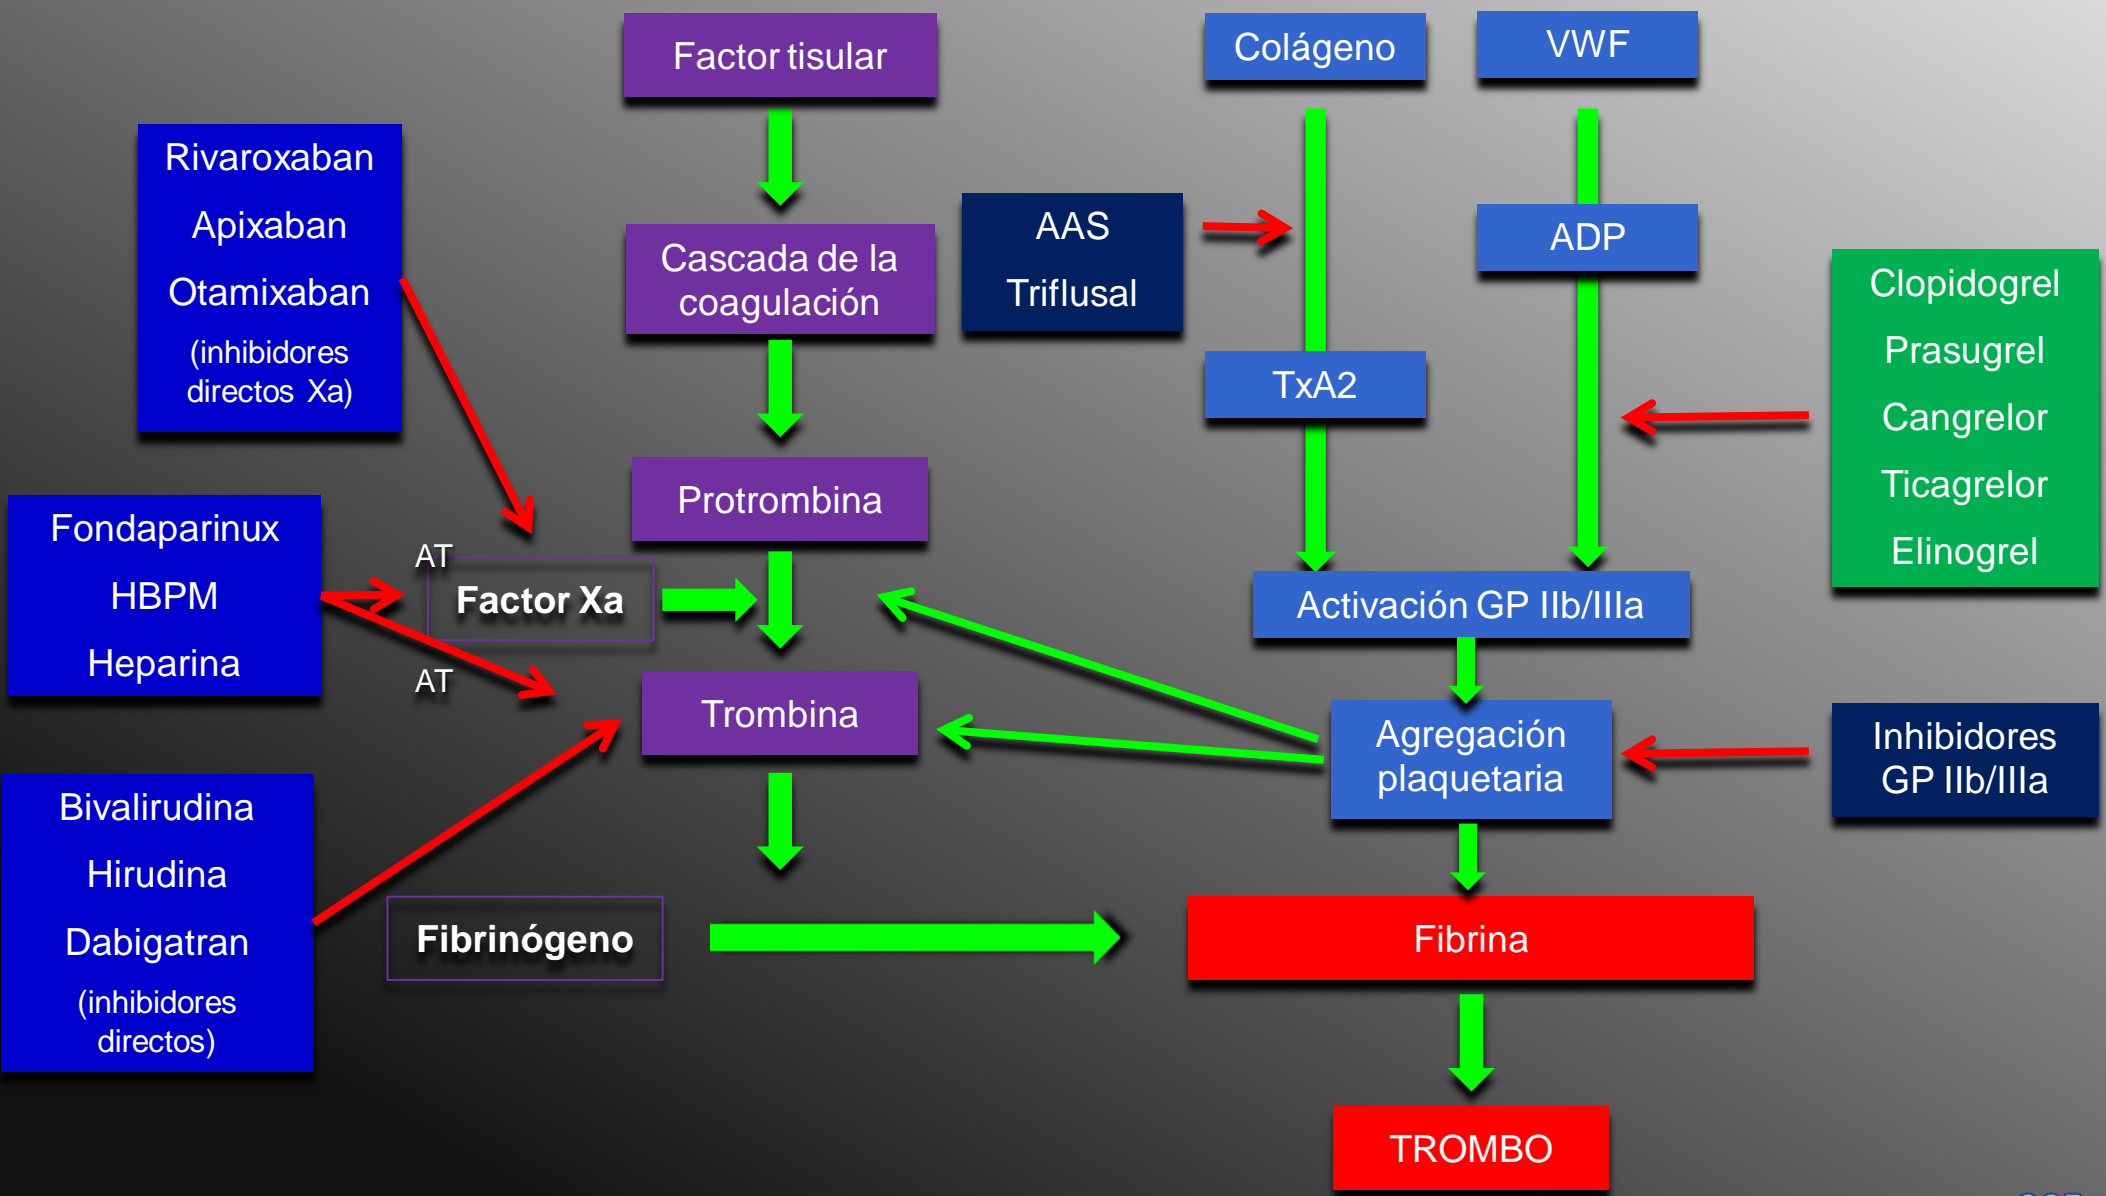 Factor tisular
Colágeno
VWF
Rivaroxaban
Apixaban
Otamixaban
(inhibidores
directos Xa)
AAS
Triflusal
ADP
Cascada de la
coagulación
Clopidogrel
Prasugrel
Cangrelor
Ticagrelor
Elinogrel
TxA2
Protrombina
Fondaparinux
HBPM
Heparina
AT
Factor Xa
AT
Activación GP IIb/IIIa
Trombina
Agregación
plaquetaria
Inhibidores
GP IIb/IIIa
Bivalirudina
Hirudina
Dabigatran
(inhibidores
directos)
Fibrinógeno
Fibrina
TROMBO